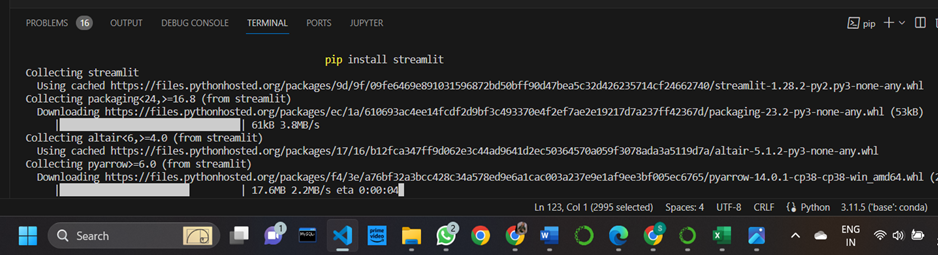 PROBLEMS 16 OUTPUT DEBUG CONSOLE TERMINAL PORTS JUPYTER pip
pip install streamlit
Collecting streamlit
Using cached https://files.pythonhosted.org/packages/9d/9f/09fe6469e891031596872bd50bff90d47bea5c32d426235714cf24662740/streamlit-1.28.2-py2.py3-none-any.whl
Collecting packaging<24,>=16.8 (from streamlit)
Downloading https://files.pythonhosted.org/packages/ec/1a/610693ac4ee14fcdf2d9bf3c493370e4f2ef7ae2e19217d7a237ff42367d/packaging-23.2-py3-none-any.whl (53kB)
| 61kB 3.8MB/s
Collecting altair<6,>=4.0 (from streamlit)
Using cached https://files.pythonhosted.org/packages/17/16/b12fca347ff9d062e3c44ad9641d2ec50364570a059f3078ada3a5119d7a/altair-5.1.2-py3-none-any.whl
Collecting pyarrow>=6.0 (from streamlit)
Downloading https://files.pythonhosted.org/packages/f4/3e/a76bf32a3bcc428c34a578ed9e6a1cac003a237e9e1af9ee3bf005ec6765/pyarrow-14.0.1-cp38-cp38-win_amd64.whl (2
| 17.6MB 2.2MB/s eta 0:00:04
Ln 123, Col 1 (2995 selected) Spaces: 4 UTF-8 CRLF Python 3.11.5 ('base': conda)
Search 1 2 S ENG
IN